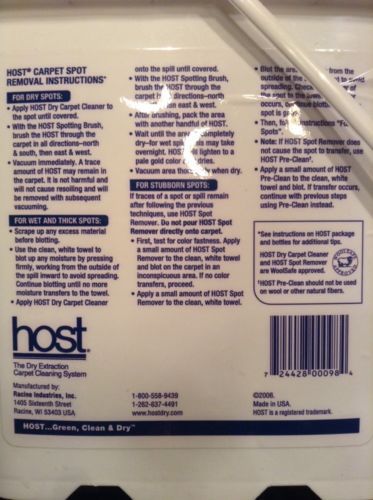 HOST® CARPET SPOT
REMOVAL INSTRUCTIONS*
FOR DRY SPOTS:
• Apply HOST Dry Carpet Cleaner to
the spot until covered.
• With the HOST Spotting Brush,
brush the HOST through the
carpet in all directions–north
& south, then east & west.
• Vacuum immediately. A trace
amount of HOST may remain in
the carpet. It is not harmful and
will not cause resoiling and will
be removed with subsequent
vacuuming.
FOR WET AND THICK SPOTS:
• Scrape up any excess material
before blotting.
• Use the clean, white towel to
blot up any moisture by pressing
firmly, working from the outside of
the spill inward to avoid spreading.
Continue blotting until no more
moisture transfers to the towel.
• Apply HOST Dry Carpet Cleaner
onto the spill until covered.
• With the HOST Spotting Brush,
brush the HOST through the
carpet in all directions–north
& south, then east and west.
• After brushing, pack the area
with another handful of HOST.
• Wait until the area is completely
dry–for wet spills this may take
overnight. HOST will lighten to a
pale gold color as it dries.
• Vacuum area thoroughly when dry.
FOR STUBBORN SPOTS:
If traces of a spot or spill remain
after following the previous
techniques, use HOST Spot
Remover. Do not pour HOST Spot
Remover directly onto carpet.
• First, test for color fastness. Apply
a small amount of HOST Spot
Remover to the clean, white towel
and blot on the carpet in an
inconspicuous area. If no color
transfers, proceed.
• Apply a small amount of HOST Spot
Remover to the clean, white towel.
• Blot the area from the
outside of the to avoid
spreading. Check of
the spot to the
occurs, continue blotting
spot is
• Then, instructions
Spots".
• Note: If HOST Spot Remover does
not cause the spot to transfer, use
HOST Pre-Clean†.
• Apply a small amount of HOST
Pre-Clean to the clean, white
towel and blot. If transfer occurs,
continue with previous steps
using Pre-Clean instead.
*See instructions on HOST package
and bottles for additional tips.
HOST Dry Carpet Cleaner
and HOST Spot Remover
are WoolSafe approved.
†HOST Pre-Clean should not be used
on wool or other natural fibers.
host®
The Dry Extraction
Carpet Cleaning System
Manufactured by:
Racine Industries, Inc.
1405 Sixteenth Street
Racine, WI 53403 USA
1-800-558-9439
1-262-637-4491
www.hostdry.com
7 24428 00098 4
©2008.
Made in USA.
HOST is a registered trademark.
HOST...Green, Clean & Dry™